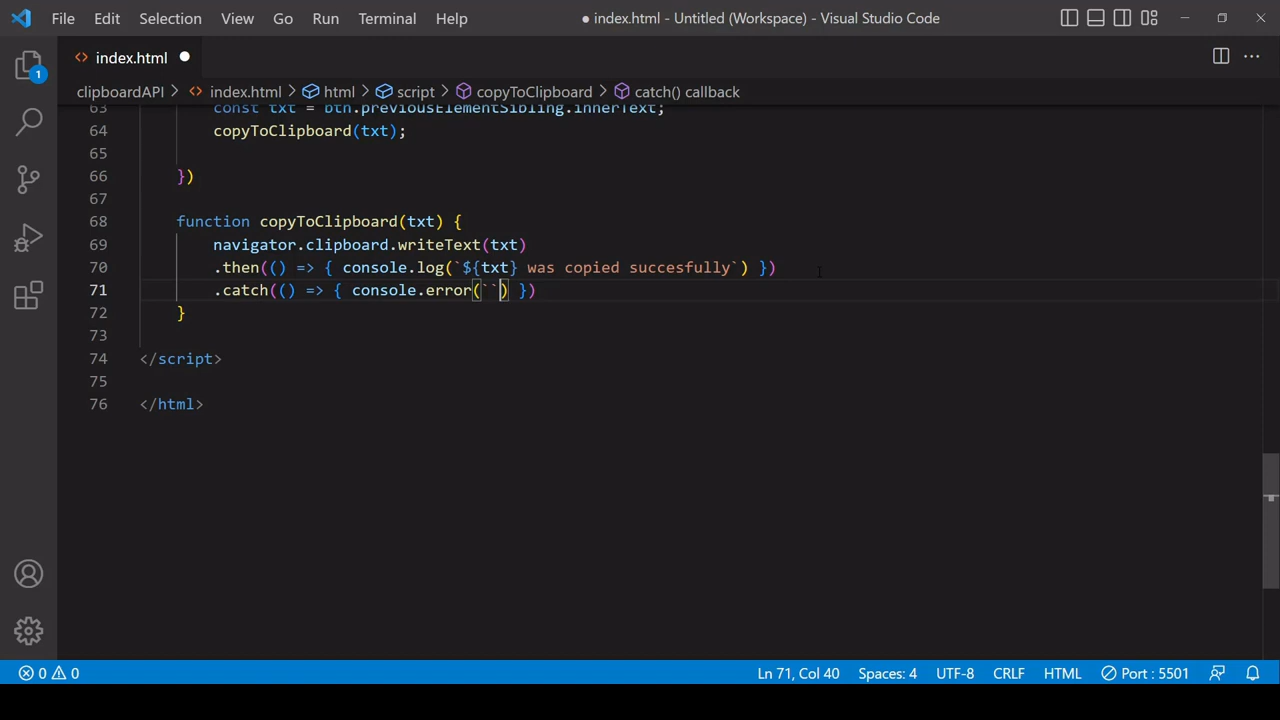 File Edit Selection View Go Run Terminal Help ● index.html - Untitled (Workspace) - Visual Studio Code
index.html
clipboardAPI > index.html > html > script > copyToClipboard > catch() callback
1
63 const txt = btn.previousElementSibling.innerText;
64 copyToClipboard(txt);
65
66 })
67
68 function copyToClipboard(txt) {
69 navigator.clipboard.writeText(txt)
70 .then(() => { console.log(`${txt} was copied succesfully`) })
71 .catch(() => { console.error(``) })
72 }
73
74 </script>
75
76 </html>
0 0 Ln 71, Col 40 Spaces: 4 UTF-8 CRLF HTML Port : 5501